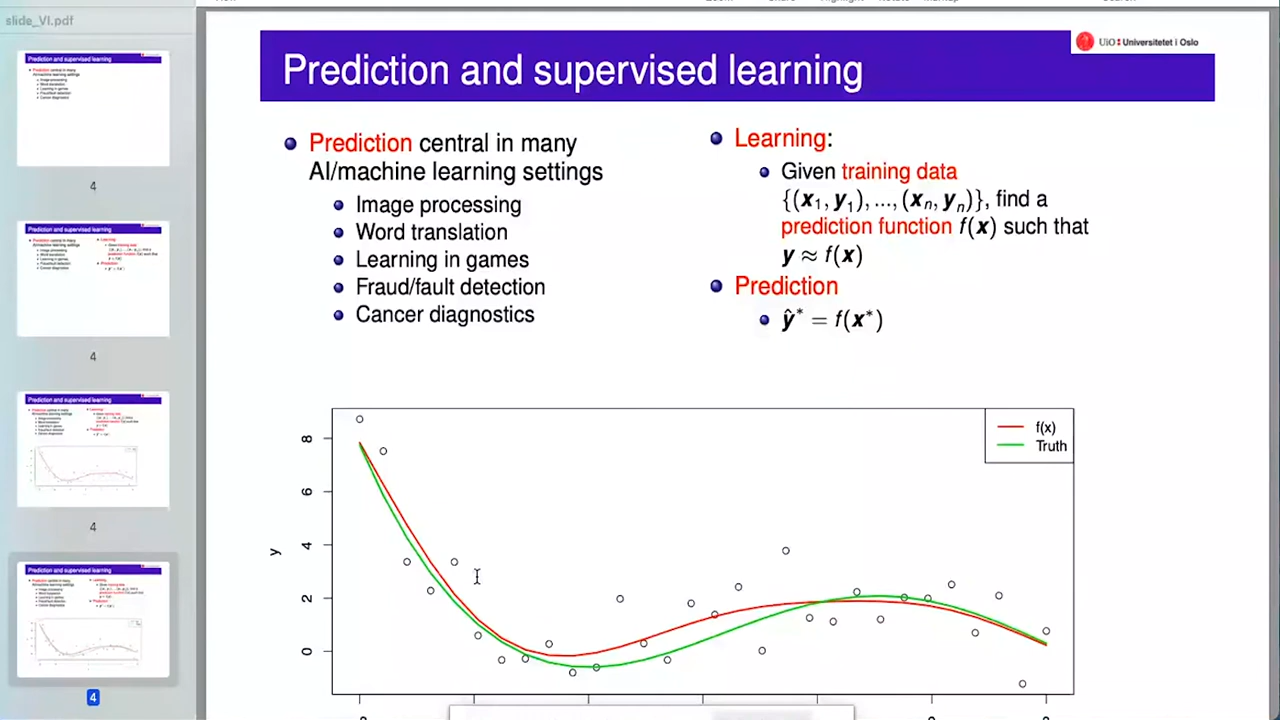 slide_VI.pdf
UiO : Universitetet i Oslo
Prediction and supervised learning
Prediction central in many
AI/machine learning settings
Image processing
Word translation
Learning in games
Fraud/fault detection
Cancer diagnostics
Learning:
Given training data
{(x₁, y₁), ..., (xₙ, yₙ)}, find a
prediction function f(x) such that
y ≈ f(x)
Prediction
ŷ* = f(x*)
f(x)
Truth
8
6
4
2
0
y
4
4
4
4